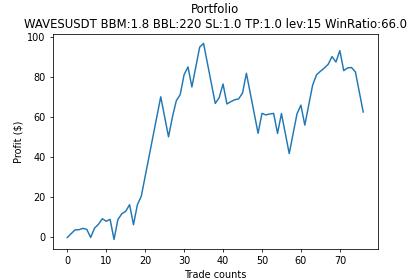 Portfolio
WAVESUSDT BBM:1.8 BBL:220 SL:1.0 TP:1.0 lev:15 WinRatio:66.0
Profit ($)
100
80
60
40
20
0
0 10 20 30 40 50 60 70
Trade counts